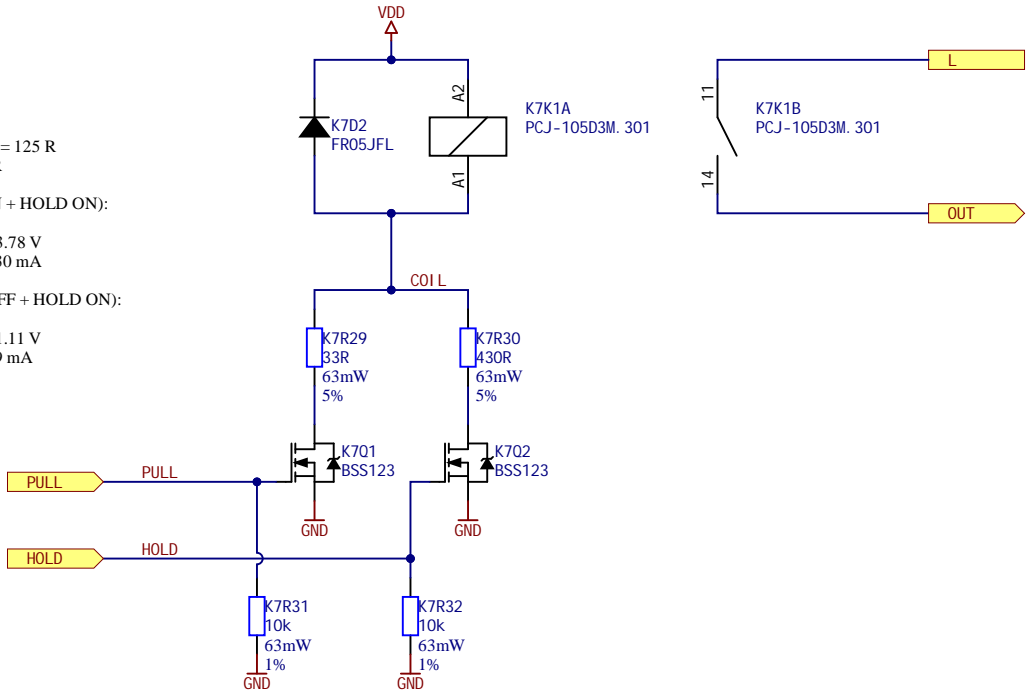 VDD
L
A2
11
K7K1A
PCJ-105D3M.301
K7K1B
PCJ-105D3M.301
K7D2
FR05JFL
= 125 R
A1
14
+ HOLD ON):
OUT
3.78 V
30 mA
COIL
FF + HOLD ON):
1.11 V
9 mA
K7R29
33R
63mW
5%
K7R30
430R
63mW
5%
K7Q1
BSS123
K7Q2
BSS123
PULL
PULL
GND
GND
HOLD
HOLD
K7R31
10k
63mW
1%
K7R32
10k
63mW
1%
GND
GND